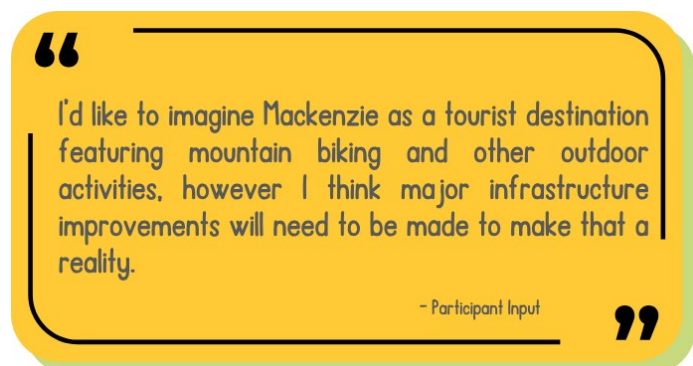 “
I'd like to imagine Mackenzie as a tourist destination
featuring mountain biking and other outdoor
activities, however I think major infrastructure
improvements will need to be made to make that a
reality.
- Participant Input
”